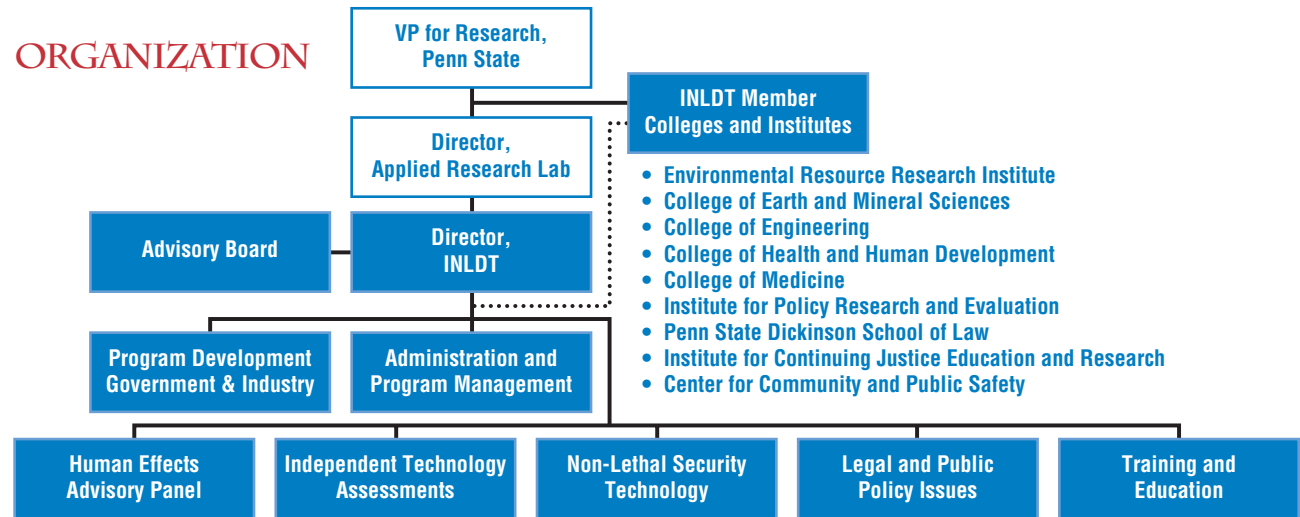 ORGANIZATION
VP for Research,
Penn State
INLDT Member
Colleges and Institutes
Director,
Applied Research Lab
• Environmental Resource Research Institute
• College of Earth and Mineral Sciences
• College of Engineering
• College of Health and Human Development
• College of Medicine
• Institute for Policy Research and Evaluation
• Penn State Dickinson School of Law
• Institute for Continuing Justice Education and Research
• Center for Community and Public Safety
Advisory Board
Director,
INLDT
Program Development
Government & Industry
Administration and
Program Management
Human Effects
Advisory Panel
Independent Technology
Assessments
Non-Lethal Security
Technology
Legal and Public
Policy Issues
Training and
Education